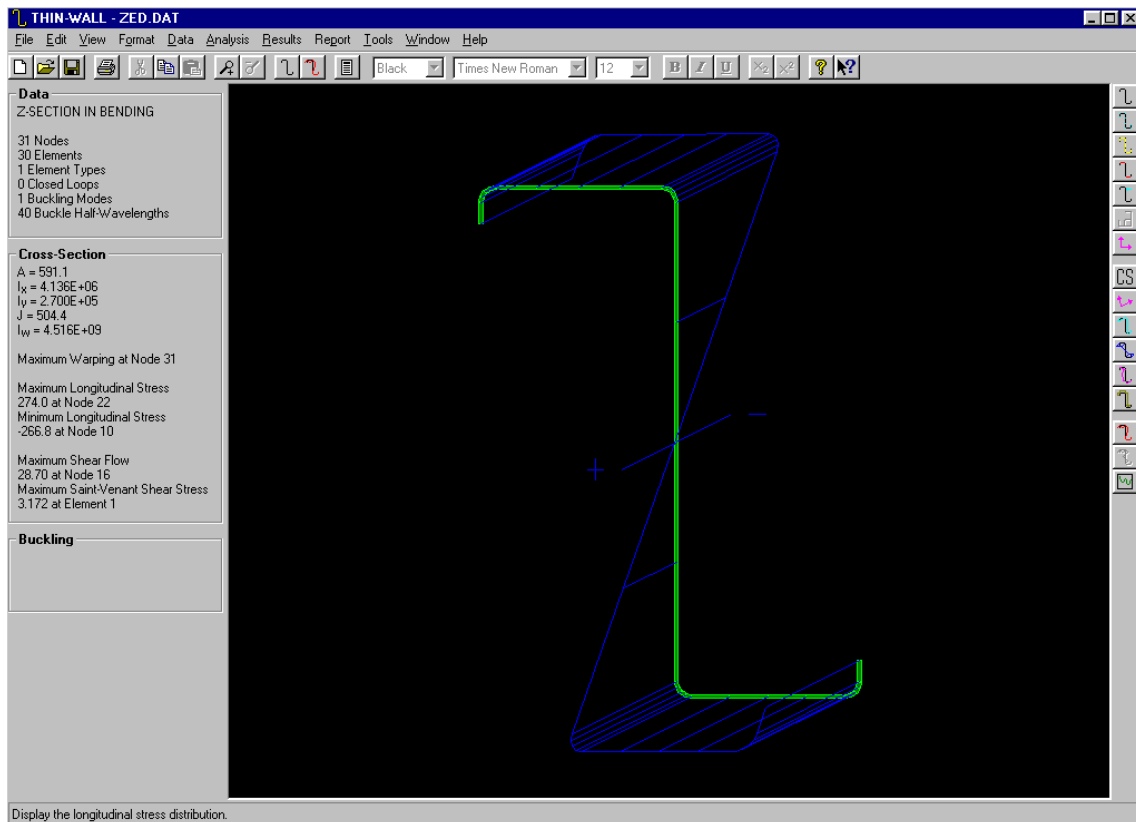 THIN-WALL - ZED.DAT
File Edit View Format Data Analysis Results Report Tools Window Help
Black Times New Roman 12 B I U X₂ X² ? ?
CS
Data
Z-SECTION IN BENDING
31 Nodes
30 Elements
1 Element Types
0 Closed Loops
1 Buckling Modes
40 Buckle Half-Wavelengths
Cross-Section
A = 591.1
Ix = 4.136E+06
Iy = 2.700E+05
J = 504.4
Iw = 4.516E+09
Maximum Warping at Node 31
Maximum Longitudinal Stress
274.0 at Node 22
Minimum Longitudinal Stress
-266.8 at Node 10
Maximum Shear Flow
28.70 at Node 16
Maximum Saint-Venant Shear Stress
3.172 at Element 1
Buckling
+ −
Display the longitudinal stress distribution.